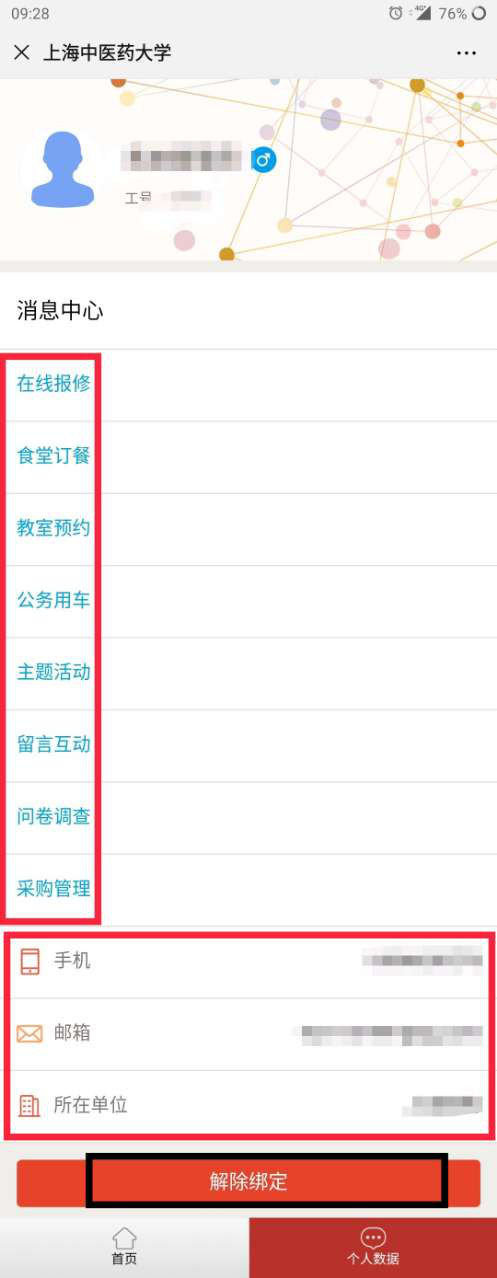 09:28
4G
76%
上海中医药大学
工号
消息中心
在线报修
食堂订餐
教室预约
公务用车
主题活动
留言互动
问卷调查
采购管理
手机
邮箱
所在单位
解除绑定
首页
个人数据